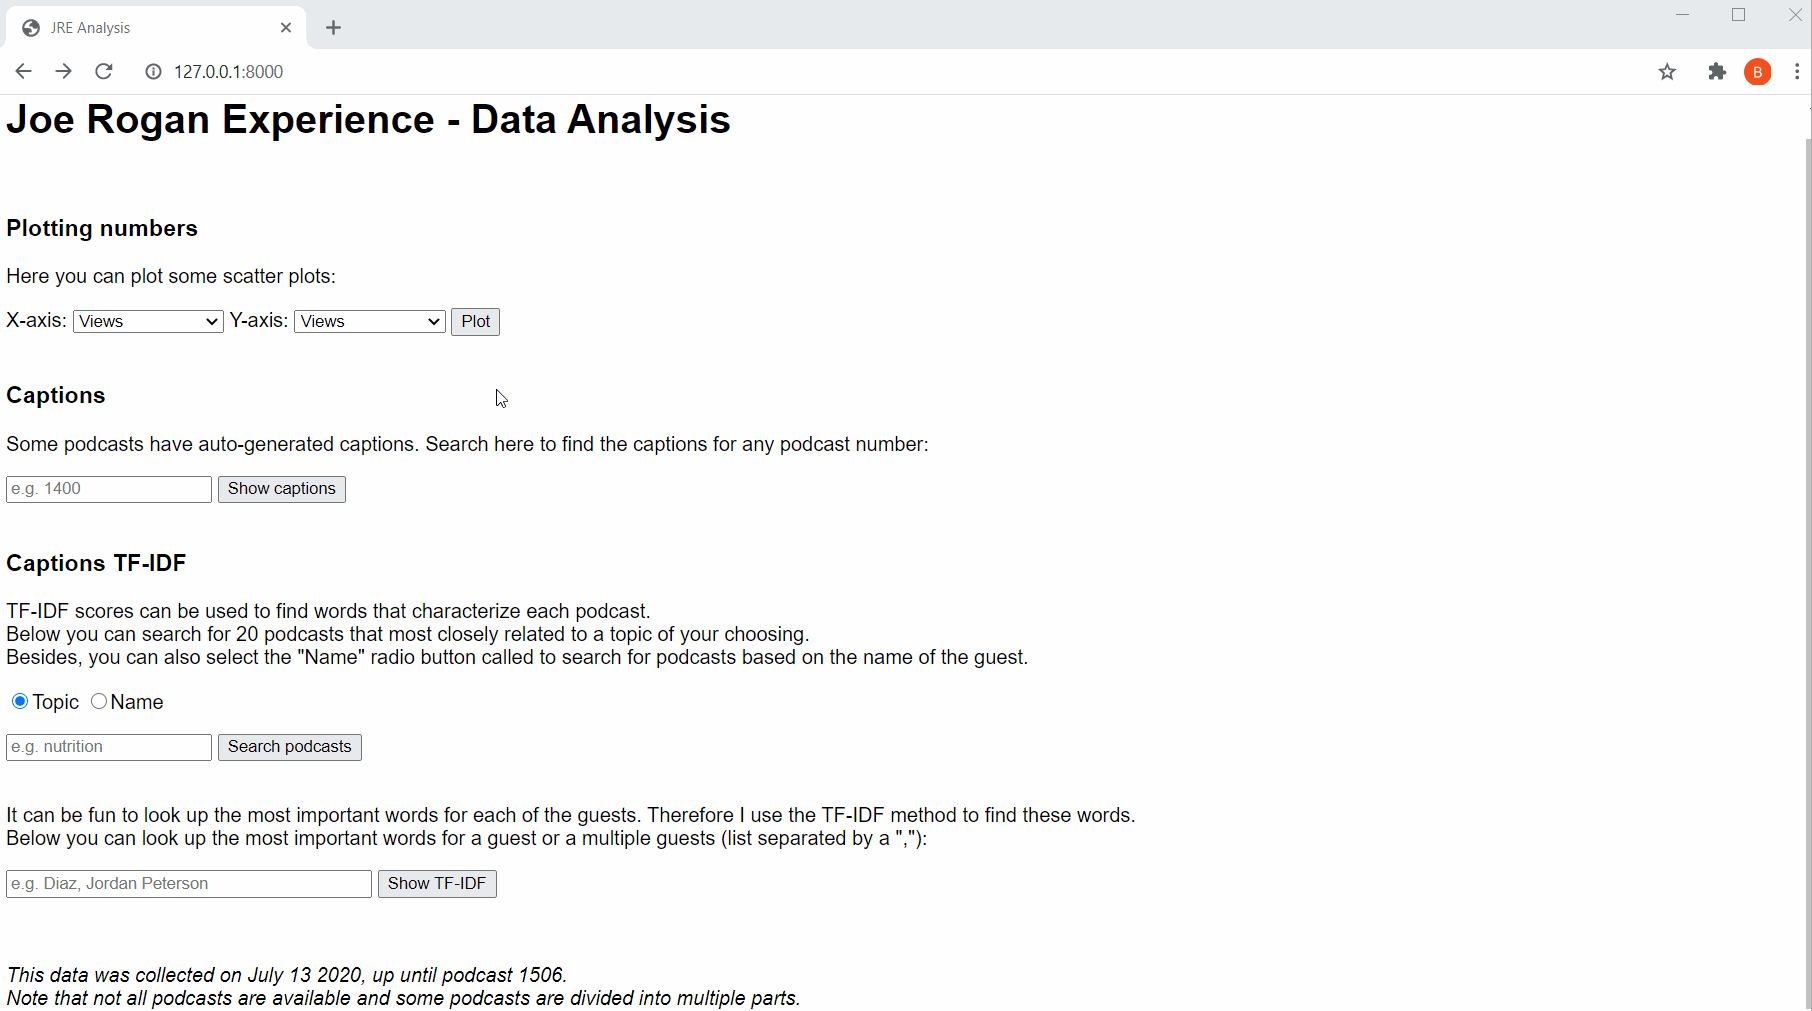 JRE Analysis
127.0.0.1:8000
B
Joe Rogan Experience - Data Analysis
Plotting numbers
Here you can plot some scatter plots:
X-axis: Views Y-axis: Views Plot
Captions
Some podcasts have auto-generated captions. Search here to find the captions for any podcast number:
e.g. 1400 Show captions
Captions TF-IDF
TF-IDF scores can be used to find words that characterize each podcast.
Below you can search for 20 podcasts that most closely related to a topic of your choosing.
Besides, you can also select the "Name" radio button called to search for podcasts based on the name of the guest.
Topic Name
e.g. nutrition Search podcasts
It can be fun to look up the most important words for each of the guests. Therefore I use the TF-IDF method to find these words.
Below you can look up the most important words for a guest or a multiple guests (list separated by a ","):
e.g. Diaz, Jordan Peterson Show TF-IDF
This data was collected on July 13 2020, up until podcast 1506.
Note that not all podcasts are available and some podcasts are divided into multiple parts.